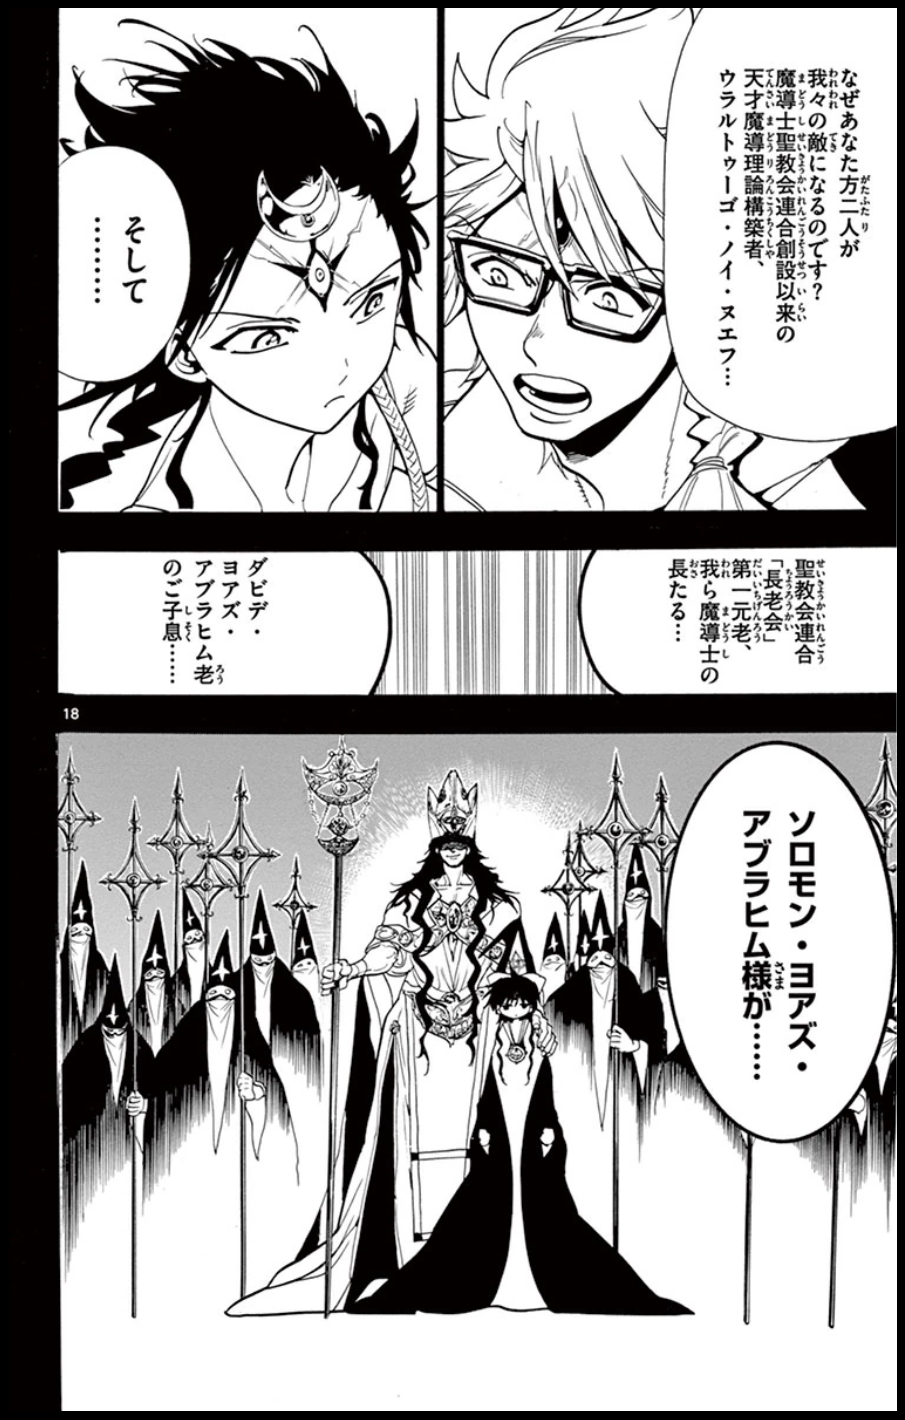 なぜあなた方二人が
我々の敵になるのです?
魔導士聖教会連合創設以来の
天才魔導理論構築者、
ウラルトゥーゴ・ノイ・ヌエフ…
そして
………
聖教会連合
「長老会」
第一元老、
我ら魔導士の
長たる…
ダビデ・
ヨアズ・
アブラヒム老
のご子息……
18
ソロモン・ヨアズ・
アブラヒム様が……